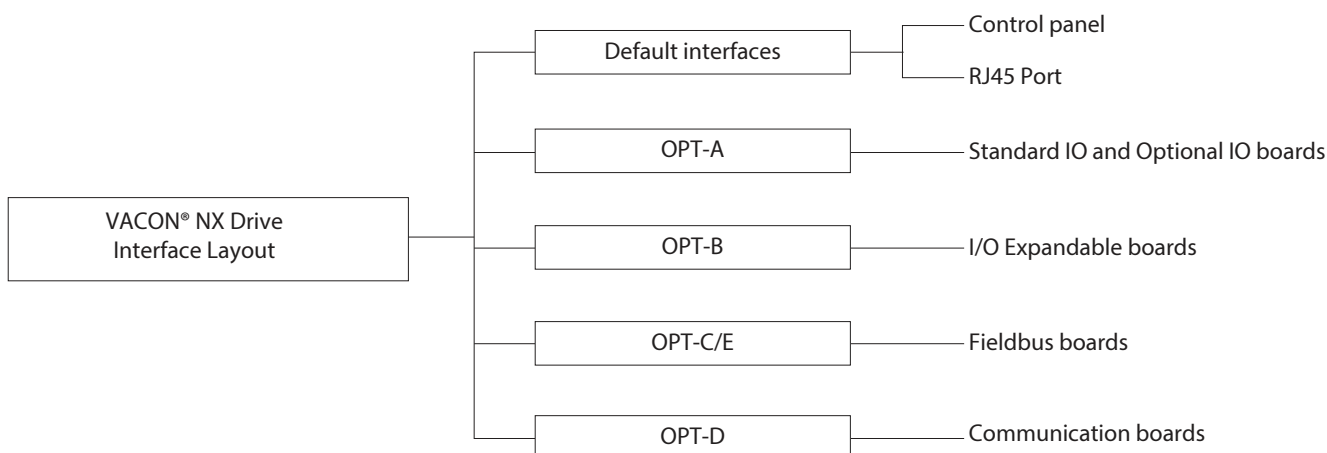 Control panel
Default interfaces
RJ45 Port
OPT-A
Standard IO and Optional IO boards
VACON® NX Drive
Interface Layout
OPT-B
I/O Expandable boards
OPT-C/E
Fieldbus boards
OPT-D
Communication boards